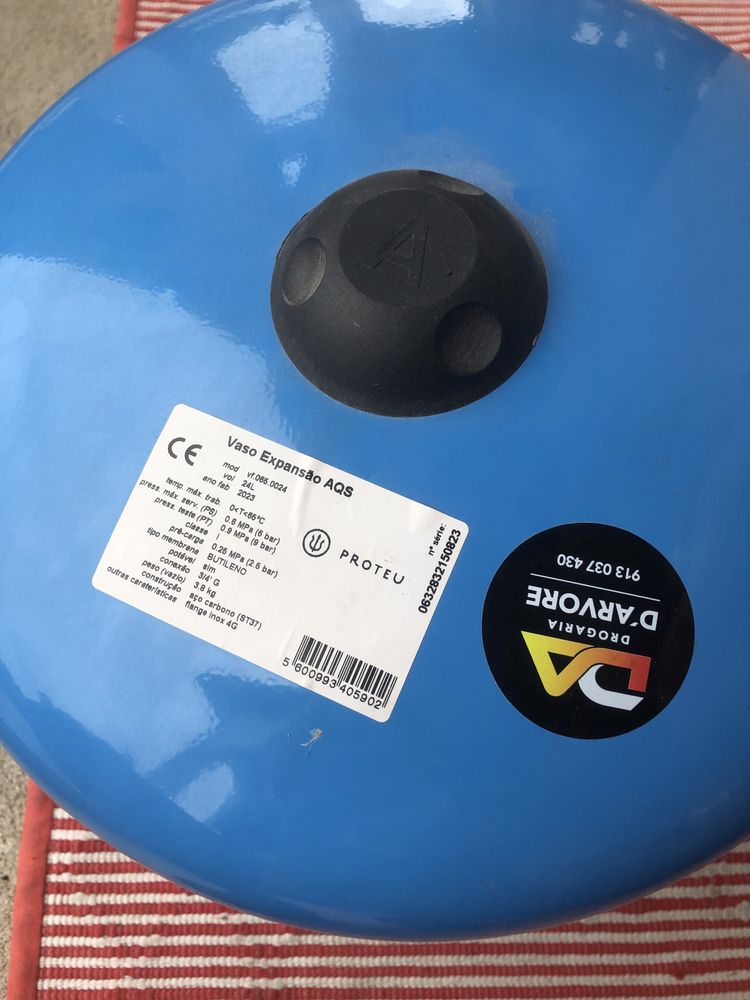 A
CE
Vaso Expansão AQS
mod vf.065.0024
vol 24L
ano fab 2023
temp. máx. trab. 0<T<65ºC
press. máx. serv. (PS) 0.6 MPa (6 bar)
press. teste (PT) 0.9 MPa (9 bar)
classe I
pré-carga 0.25 MPa (2.5 bar)
tipo membrana BUTILENO
potável sim
conexão 3/4' G
peso (vazio) 3.8 kg
construção aço carbono (ST37)
outras caraterísticas flange inox 4G
PROTEU
nº série:
0632832150823
5 600993 405902
DA
DROGARIA
D'ARVORE
913 037 430